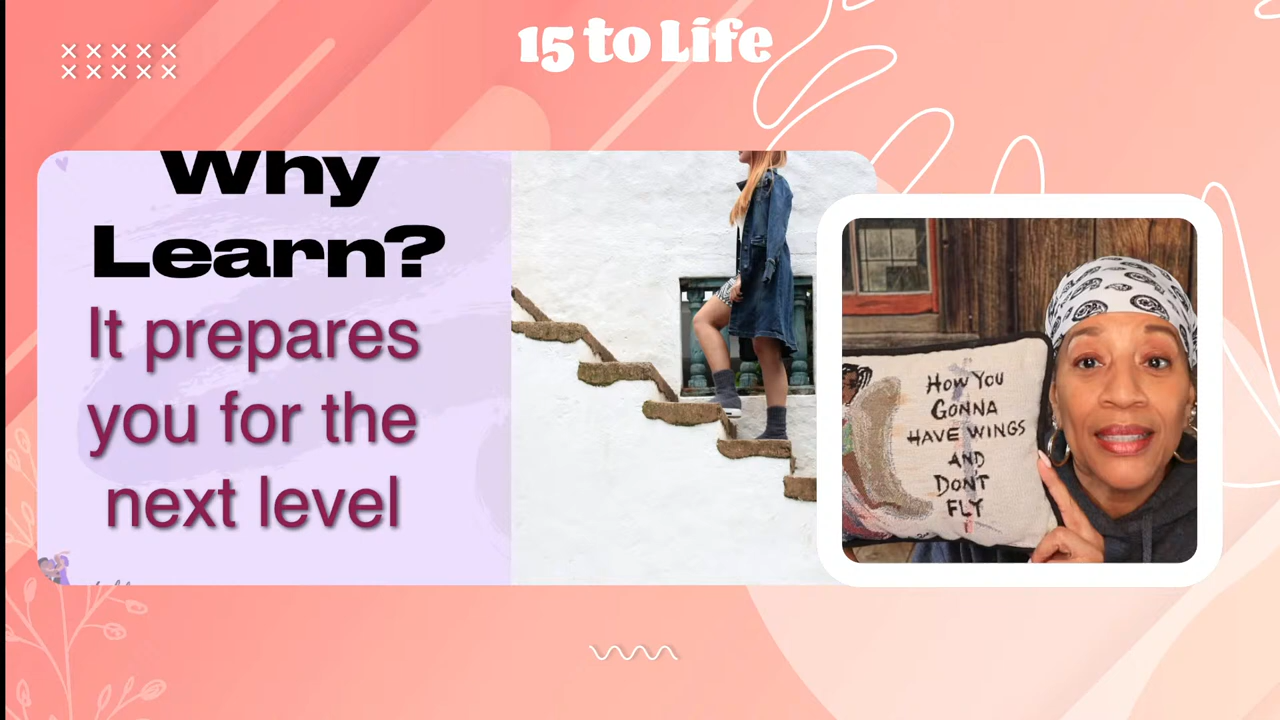 15 to Life
Why
Learn?
It prepares
you for the
next level
How You
Gonna
Have Wings
And
Don't
Fly